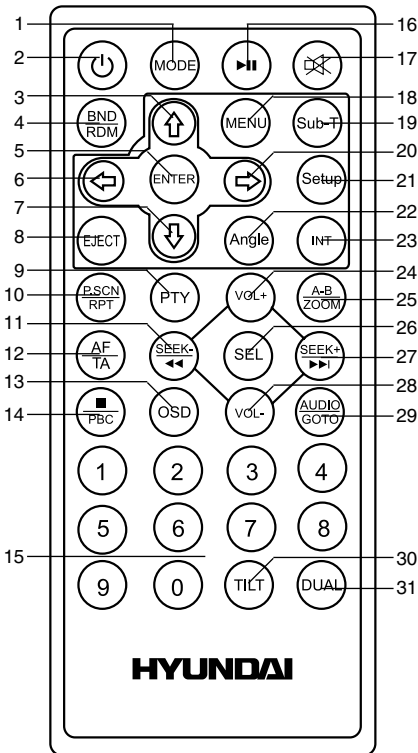 1
2
3
4
5
6
7
8
9
10
11
12
13
14
15
MODE
BND
RDM
MENU
Sub-T
ENTER
Setup
EJECT
Angle
INT
P.SCN
RPT
PTY
VOL+
A-B
ZOOM
AF
TA
SEEK-
SEL
SEEK+
PBC
OSD
VOL-
AUDIO
GOTO
1 2 3 4
5 6 7 8
9 0 TILT DUAL
HYUNDAI
16
17
18
19
20
21
22
23
24
25
26
27
28
29
30
31